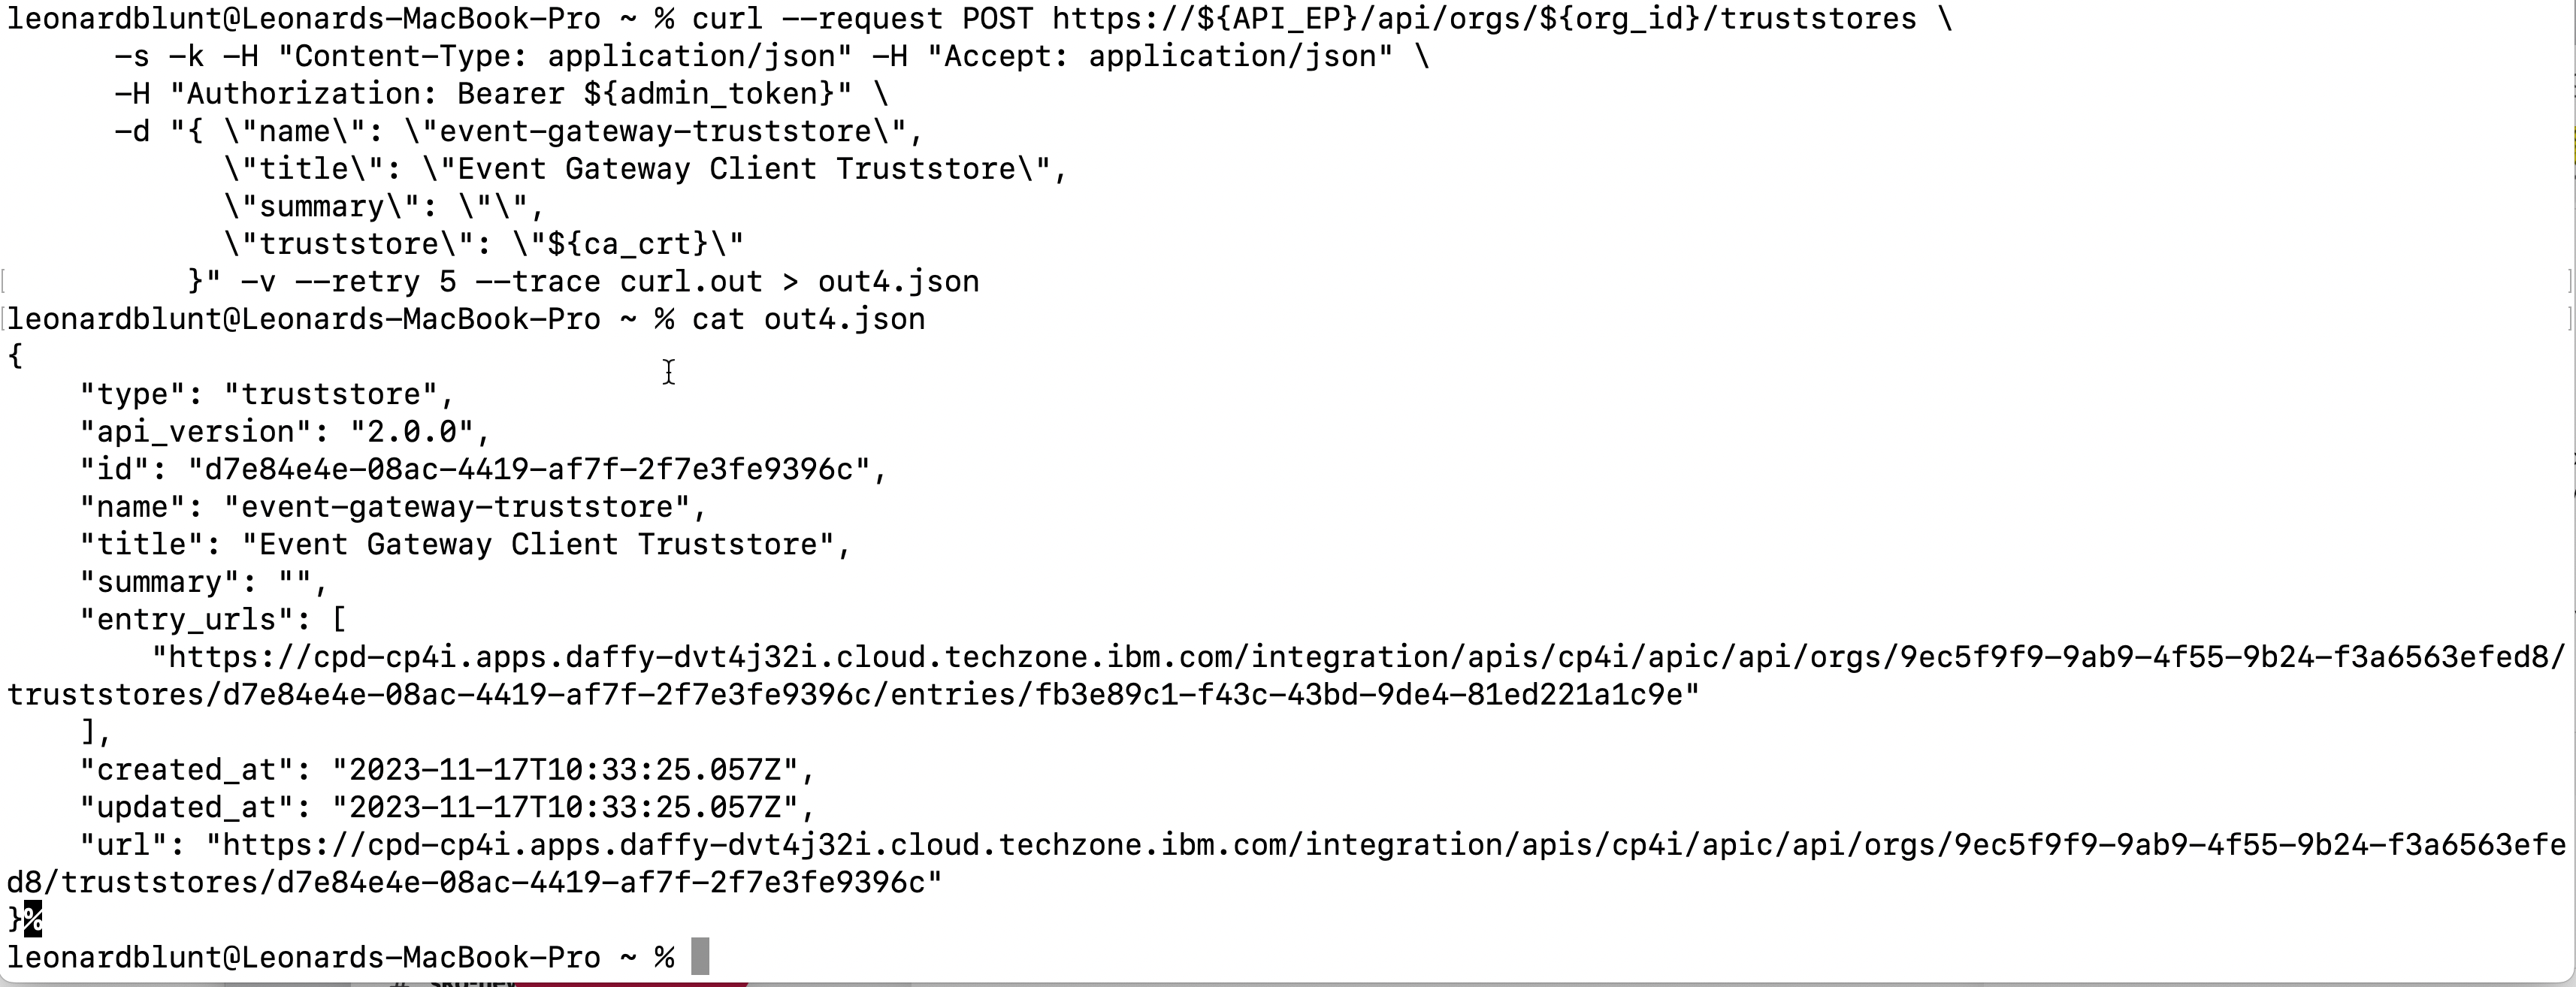 leonardblunt@Leonards-MacBook-Pro ~ % curl --request POST https://${API_EP}/api/orgs/${org_id}/truststores \
      -s -k -H "Content-Type: application/json" -H "Accept: application/json" \
      -H "Authorization: Bearer ${admin_token}" \
      -d "{ \"name\": \"event-gateway-truststore\",
            \"title\": \"Event Gateway Client Truststore\",
            \"summary\": \"\",
            \"truststore\": \"${ca_crt}\"
          }" -v --retry 5 --trace curl.out > out4.json
leonardblunt@Leonards-MacBook-Pro ~ % cat out4.json
{
    "type": "truststore",
    "api_version": "2.0.0",
    "id": "d7e84e4e-08ac-4419-af7f-2f7e3fe9396c",
    "name": "event-gateway-truststore",
    "title": "Event Gateway Client Truststore",
    "summary": "",
    "entry_urls": [
        "https://cpd-cp4i.apps.daffy-dvt4j32i.cloud.techzone.ibm.com/integration/apis/cp4i/apic/api/orgs/9ec5f9f9-9ab9-4f55-9b24-f3a6563efed8/
truststores/d7e84e4e-08ac-4419-af7f-2f7e3fe9396c/entries/fb3e89c1-f43c-43bd-9de4-81ed221a1c9e"
    ],
    "created_at": "2023-11-17T10:33:25.057Z",
    "updated_at": "2023-11-17T10:33:25.057Z",
    "url": "https://cpd-cp4i.apps.daffy-dvt4j32i.cloud.techzone.ibm.com/integration/apis/cp4i/apic/api/orgs/9ec5f9f9-9ab9-4f55-9b24-f3a6563efe
d8/truststores/d7e84e4e-08ac-4419-af7f-2f7e3fe9396c"
}%
leonardblunt@Leonards-MacBook-Pro ~ %